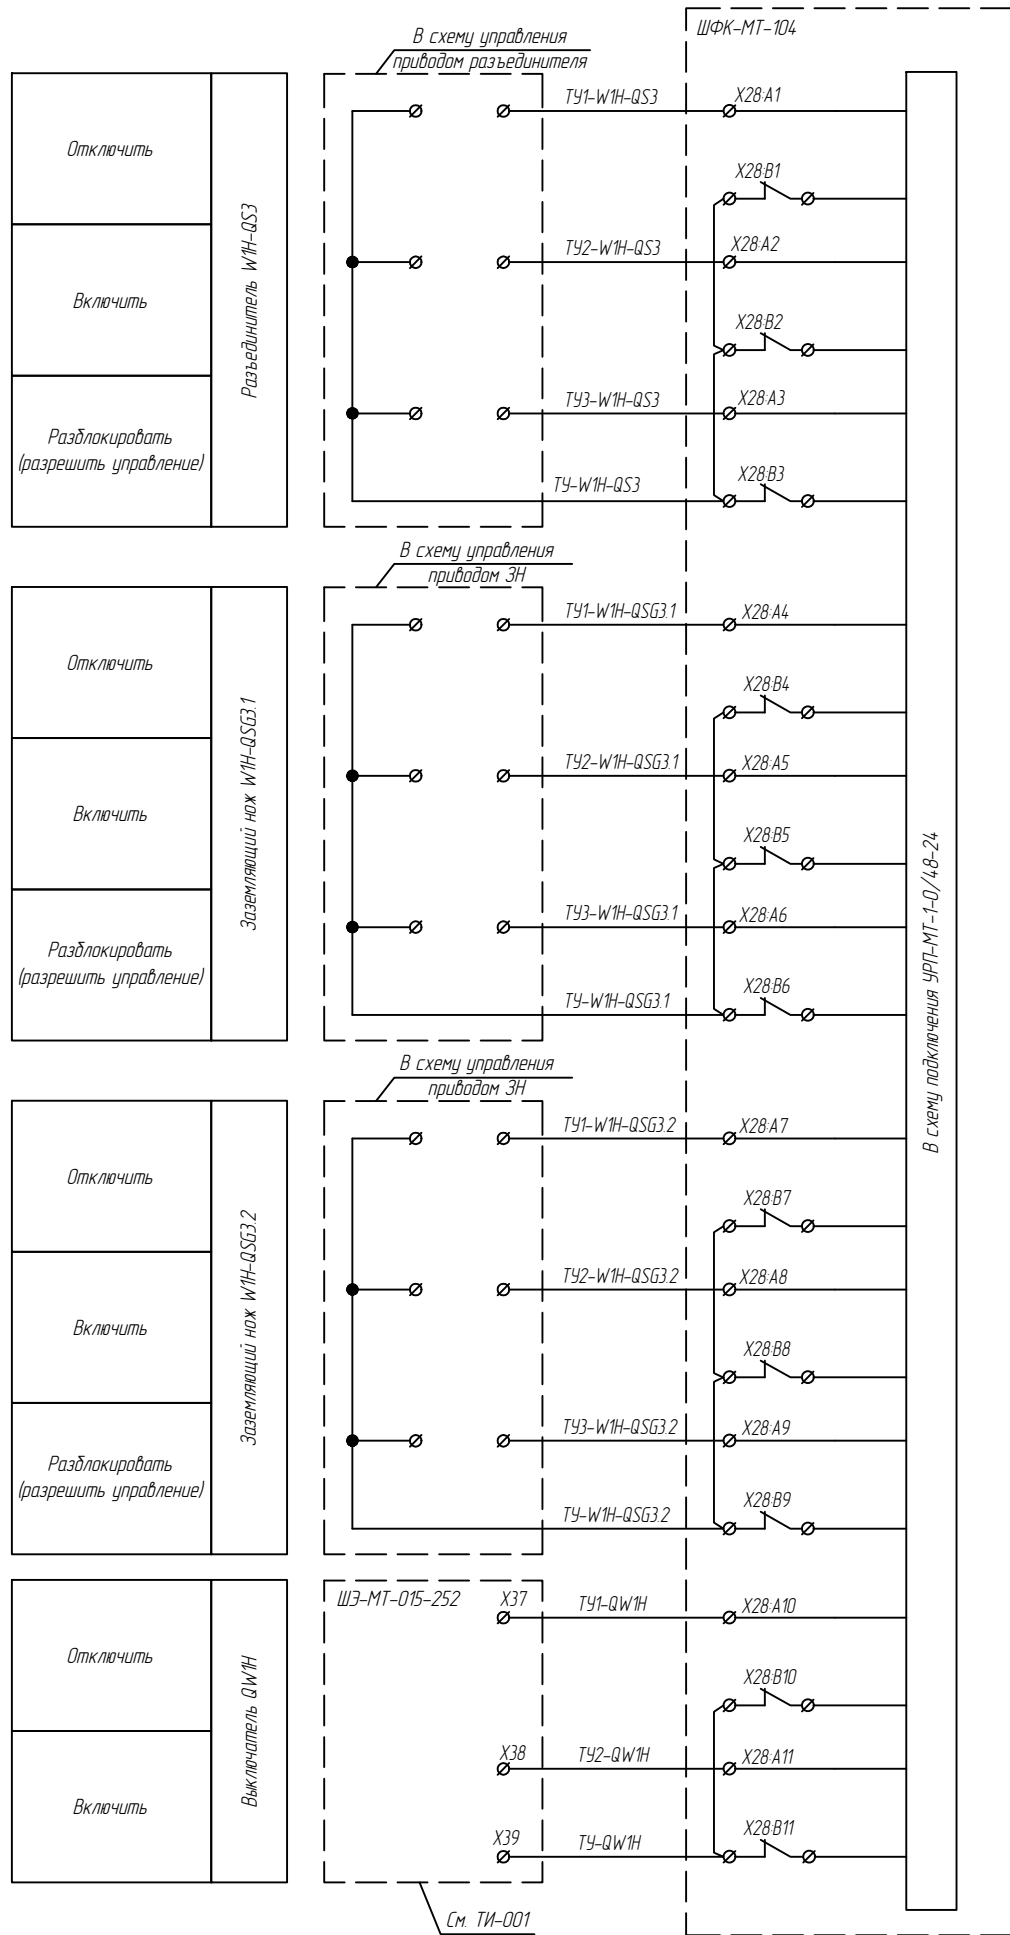 В схему управления
приводом разъединителя
ШФК-МТ-104
Отключить
Включить
Разблокировать
(разрешить управление)
Разъединитель W1H-QS3
ТУ1-W1H-QS3
X28:A1
X28:B1
ТУ2-W1H-QS3
X28:A2
X28:B2
ТУ3-W1H-QS3
X28:A3
X28:B3
ТУ-W1H-QS3
В схему управления
приводом ЗН
Отключить
Включить
Разблокировать
(разрешить управление)
Заземляющий нож W1H-QSG3.1
ТУ1-W1H-QSG3.1
X28:A4
X28:B4
ТУ2-W1H-QSG3.1
X28:A5
X28:B5
ТУ3-W1H-QSG3.1
X28:A6
X28:B6
ТУ-W1H-QSG3.1
В схему подключения УРП-МТ-1-0/48-24
В схему управления
приводом ЗН
Отключить
Включить
Разблокировать
(разрешить управление)
Заземляющий нож W1H-QSG3.2
ТУ1-W1H-QSG3.2
X28:A7
X28:B7
ТУ2-W1H-QSG3.2
X28:A8
X28:B8
ТУ3-W1H-QSG3.2
X28:A9
X28:B9
ТУ-W1H-QSG3.2
Отключить
Включить
Выключатель QW1H
ШЭ-МТ-015-252
X37
ТУ1-QW1H
X28:A10
X28:B10
X38
ТУ2-QW1H
X28:A11
X28:B11
X39
ТУ-QW1H
См. ТИ-001